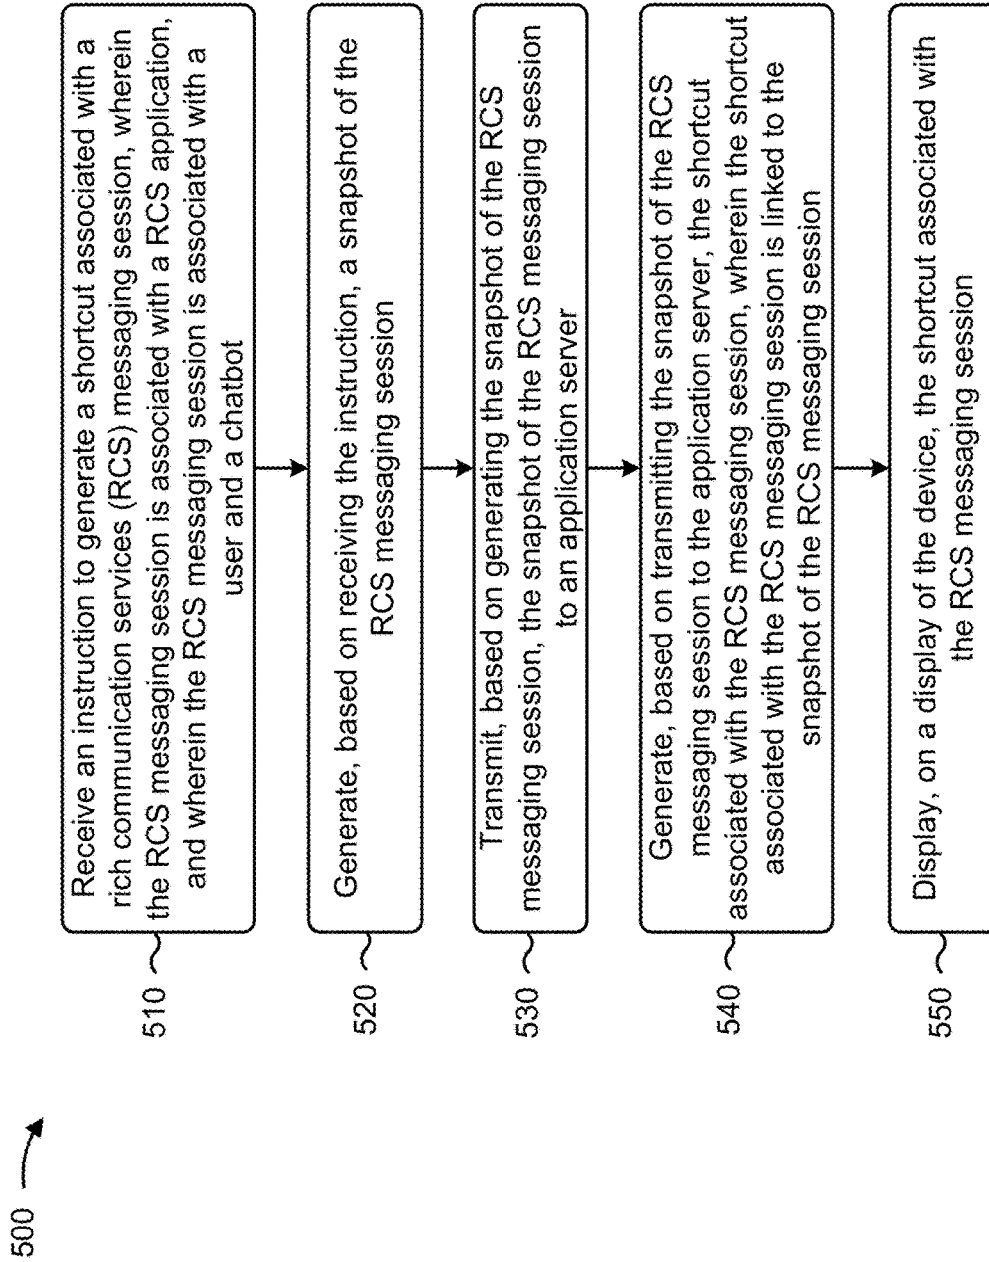 500
510
Receive an instruction to generate a shortcut associated with a
rich communication services (RCS) messaging session, wherein
the RCS messaging session is associated with a RCS application,
and wherein the RCS messaging session is associated with a
user and a chatbot
520
Generate, based on receiving the instruction, a snapshot of the
RCS messaging session
530
Transmit, based on generating the snapshot of the RCS
messaging session, the snapshot of the RCS messaging session
to an application server
540
Generate, based on transmitting the snapshot of the RCS
messaging session to the application server, the shortcut
associated with the RCS messaging session, wherein the shortcut
associated with the RCS messaging session is linked to the
snapshot of the RCS messaging session
550
Display, on a display of the device, the shortcut associated with
the RCS messaging session